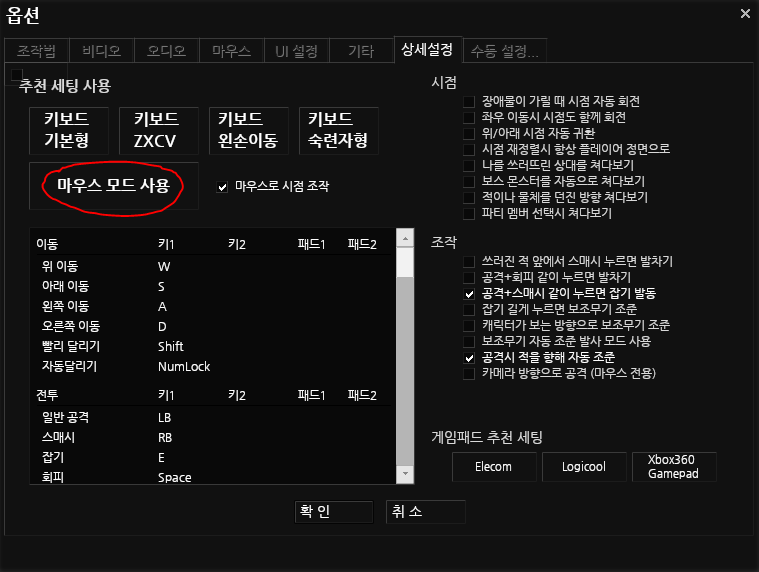 옵션
조작법 비디오 오디오 마우스 UI 설정 기타 상세설정 수동 설정...
추천 세팅 사용
키보드 기본형
키보드 ZXCV
키보드 왼손이동
키보드 숙련자형
마우스 모드 사용
마우스로 시점 조작
이동 키1 키2 패드1 패드2
위 이동 W
아래 이동 S
왼쪽 이동 A
오른쪽 이동 D
빨리 달리기 Shift
자동달리기 NumLock
전투 키1 키2 패드1 패드2
일반 공격 LB
스매시 RB
잡기 E
회피 Space
시점
장애물이 가릴 때 시점 자동 회전
좌우 이동시 시점도 함께 회전
위/아래 시점 자동 귀환
시점 재정렬시 항상 플레이어 정면으로
나를 쓰러뜨린 상대를 쳐다보기
보스 몬스터를 자동으로 쳐다보기
적이나 물체를 던진 방향 쳐다보기
파티 멤버 선택시 쳐다보기
조작
쓰러진 적 앞에서 스매시 누르면 발차기
공격+회피 같이 누르면 발차기
공격+스매시 같이 누르면 잡기 발동
잡기 길게 누르면 보조무기 조준
캐릭터가 보는 방향으로 보조무기 조준
보조무기 자동 조준 발사 모드 사용
공격시 적을 향해 자동 조준
카메라 방향으로 공격 (마우스 전용)
게임패드 추천 세팅
Elecom
Logicool
Xbox360 Gamepad
확 인
취 소